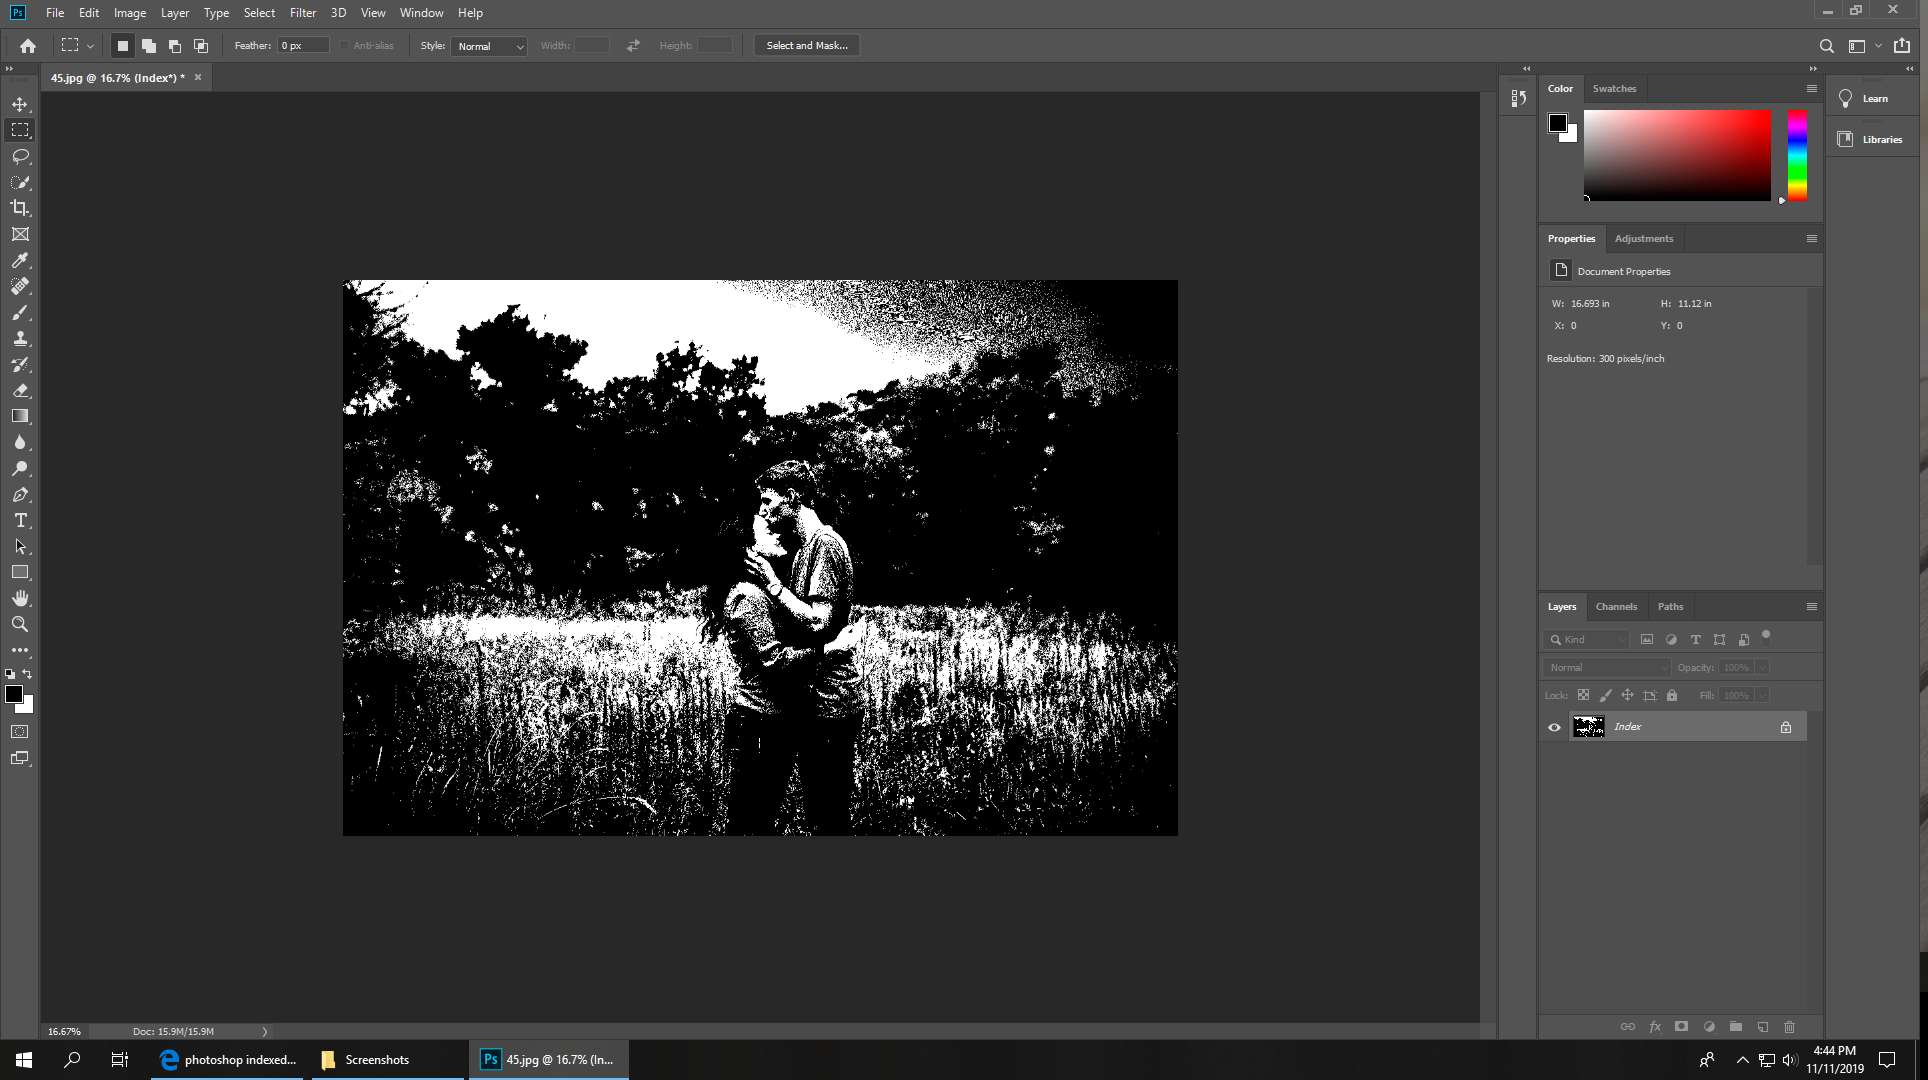 Ps File Edit Image Layer Type Select Filter 3D View Window Help
Feather: 0 px Anti-alias Style: Normal Width: Height: Select and Mask...
45.jpg @ 16.7% (Index*) * ×
Color Swatches
Learn
Libraries
Properties Adjustments
Document Properties
W: 16.693 in H: 11.12 in
X: 0 Y: 0
Resolution: 300 pixels/inch
Layers Channels Paths
Kind
Normal Opacity: 100%
Lock: Fill: 100%
Index
16.67% Doc: 15.9M/15.9M
photoshop indexed... Screenshots Ps 45.jpg @ 16.7% (In...
4:44 PM
11/11/2019